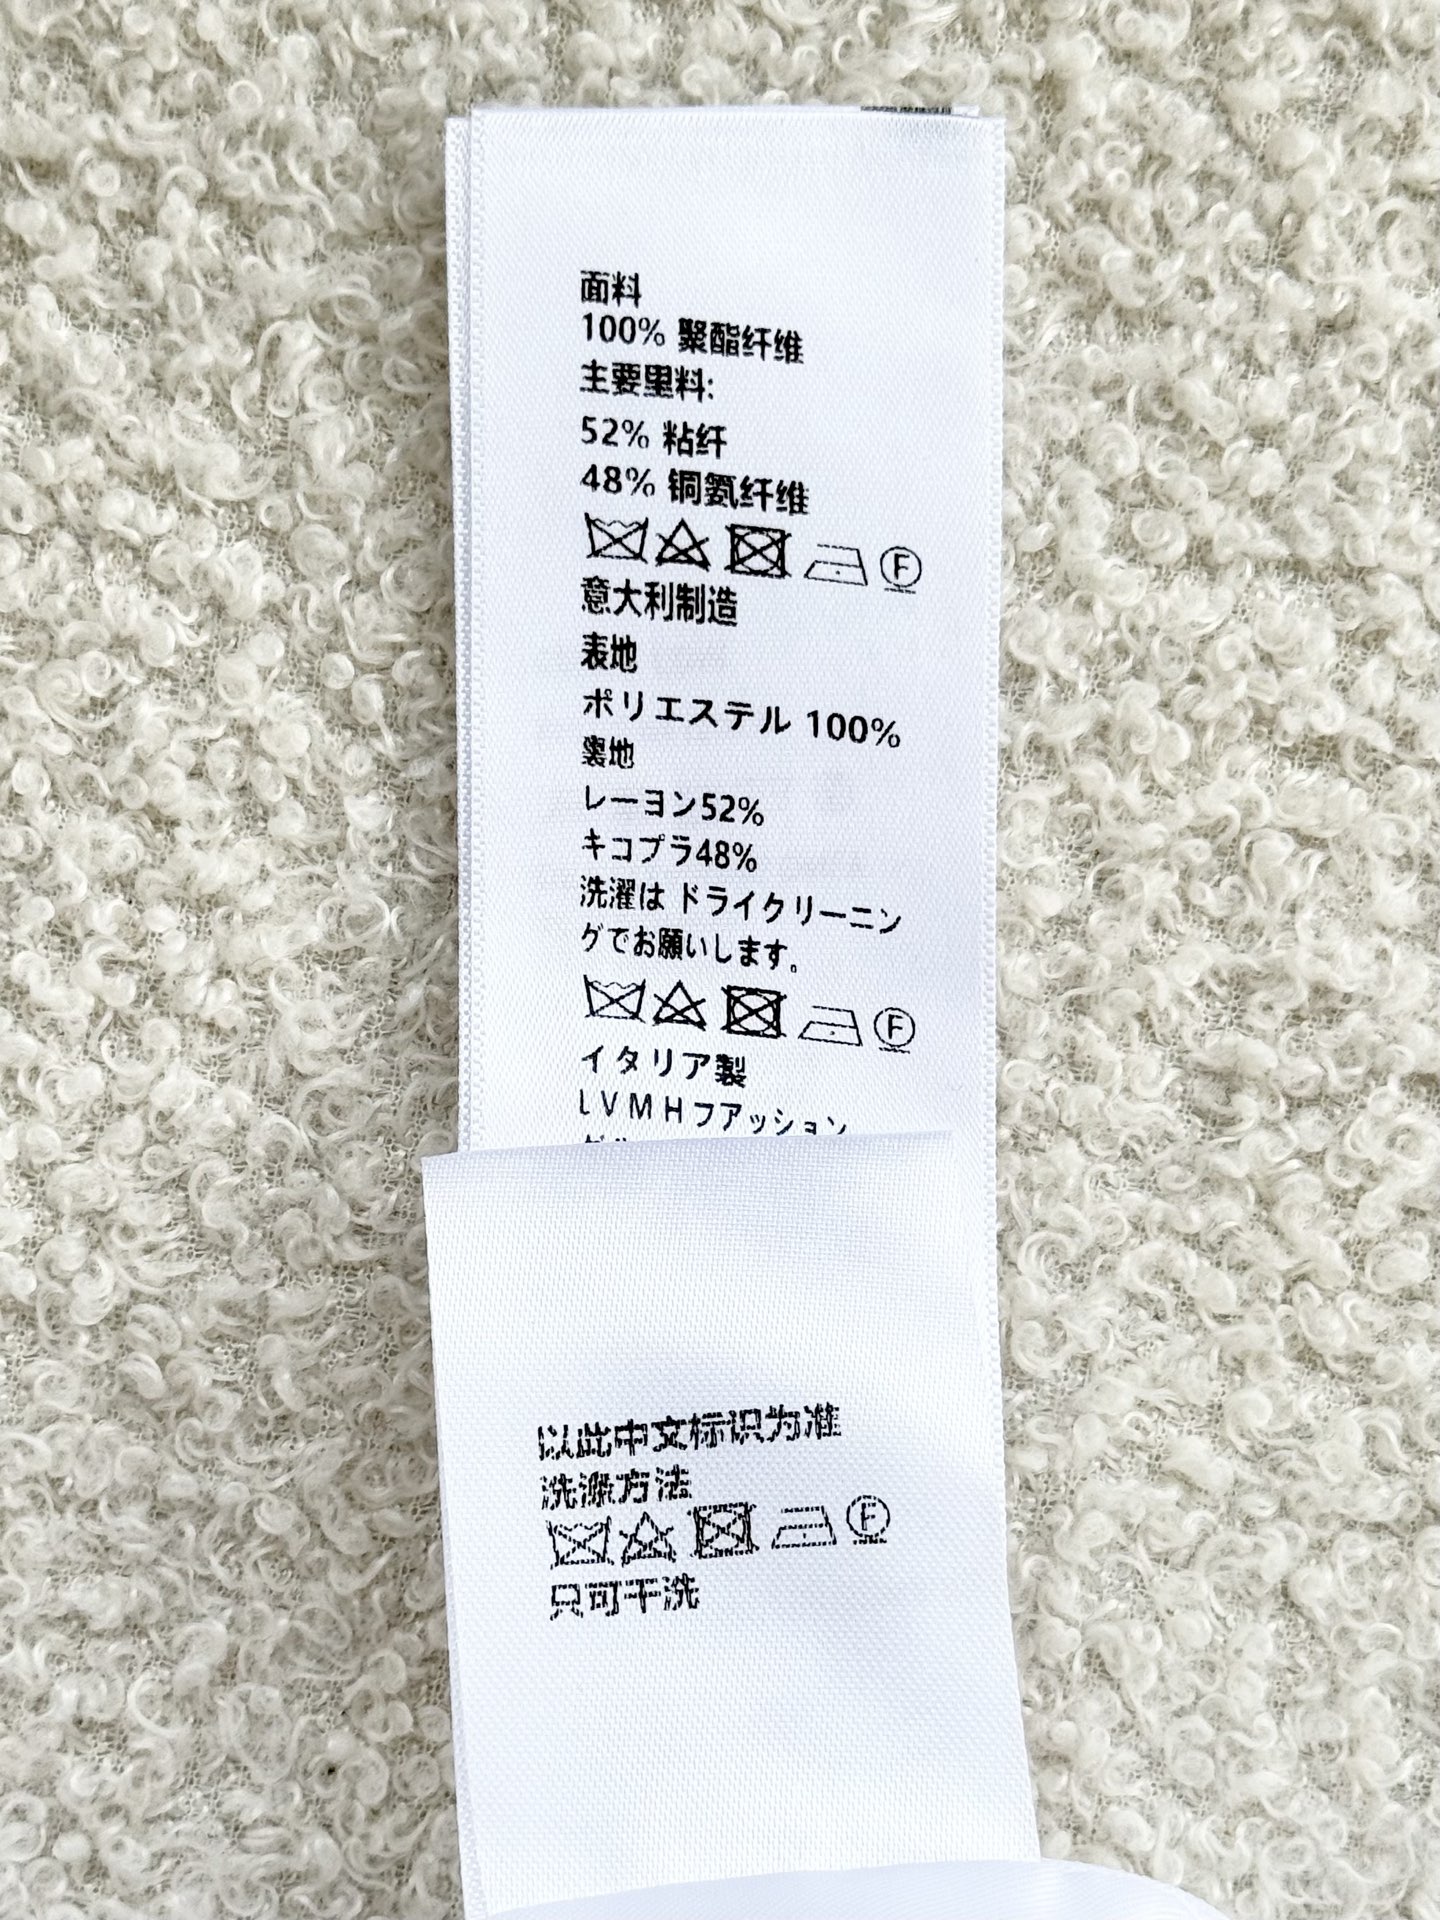 面料
100% 聚酯纤维
主要里料:
52% 粘纤
48% 铜氨纤维
F
意大利制造
表地
ポリエステル 100%
裏地
レーヨン52%
キコプラ48%
洗濯は ドライクリーニン
グでお願いします。
F
イタリア製
LVMHファッション
以此中文标识为准
洗涤方法
F
只可干洗